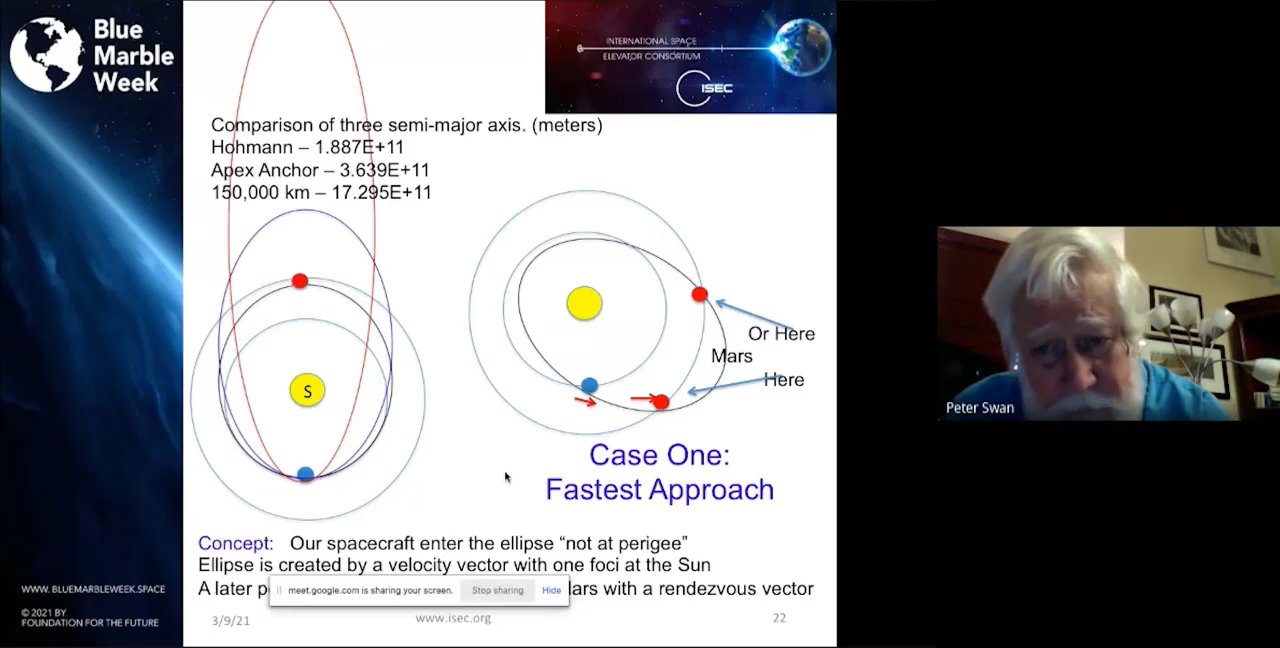 Blue
Marble
Week
INTERNATIONAL SPACE
ELEVATOR CONSORTIUM
ISEC
Comparison of three semi-major axis. (meters)
Hohmann – 1.887E+11
Apex Anchor – 3.639E+11
150,000 km – 17.295E+11
S
Or Here
Mars
Here
Case One:
Fastest Approach
Concept: Our spacecraft enter the ellipse “not at perigee”
Ellipse is created by a velocity vector with one foci at the Sun
A later with a rendezvous vector
meet.google.com is sharing your screen. Stop sharing Hide
3/9/21 www.isec.org 22
WWW.BLUEMARBLEWEEK.SPACE
© 2021 BY
FOUNDATION FOR THE FUTURE
Peter Swan